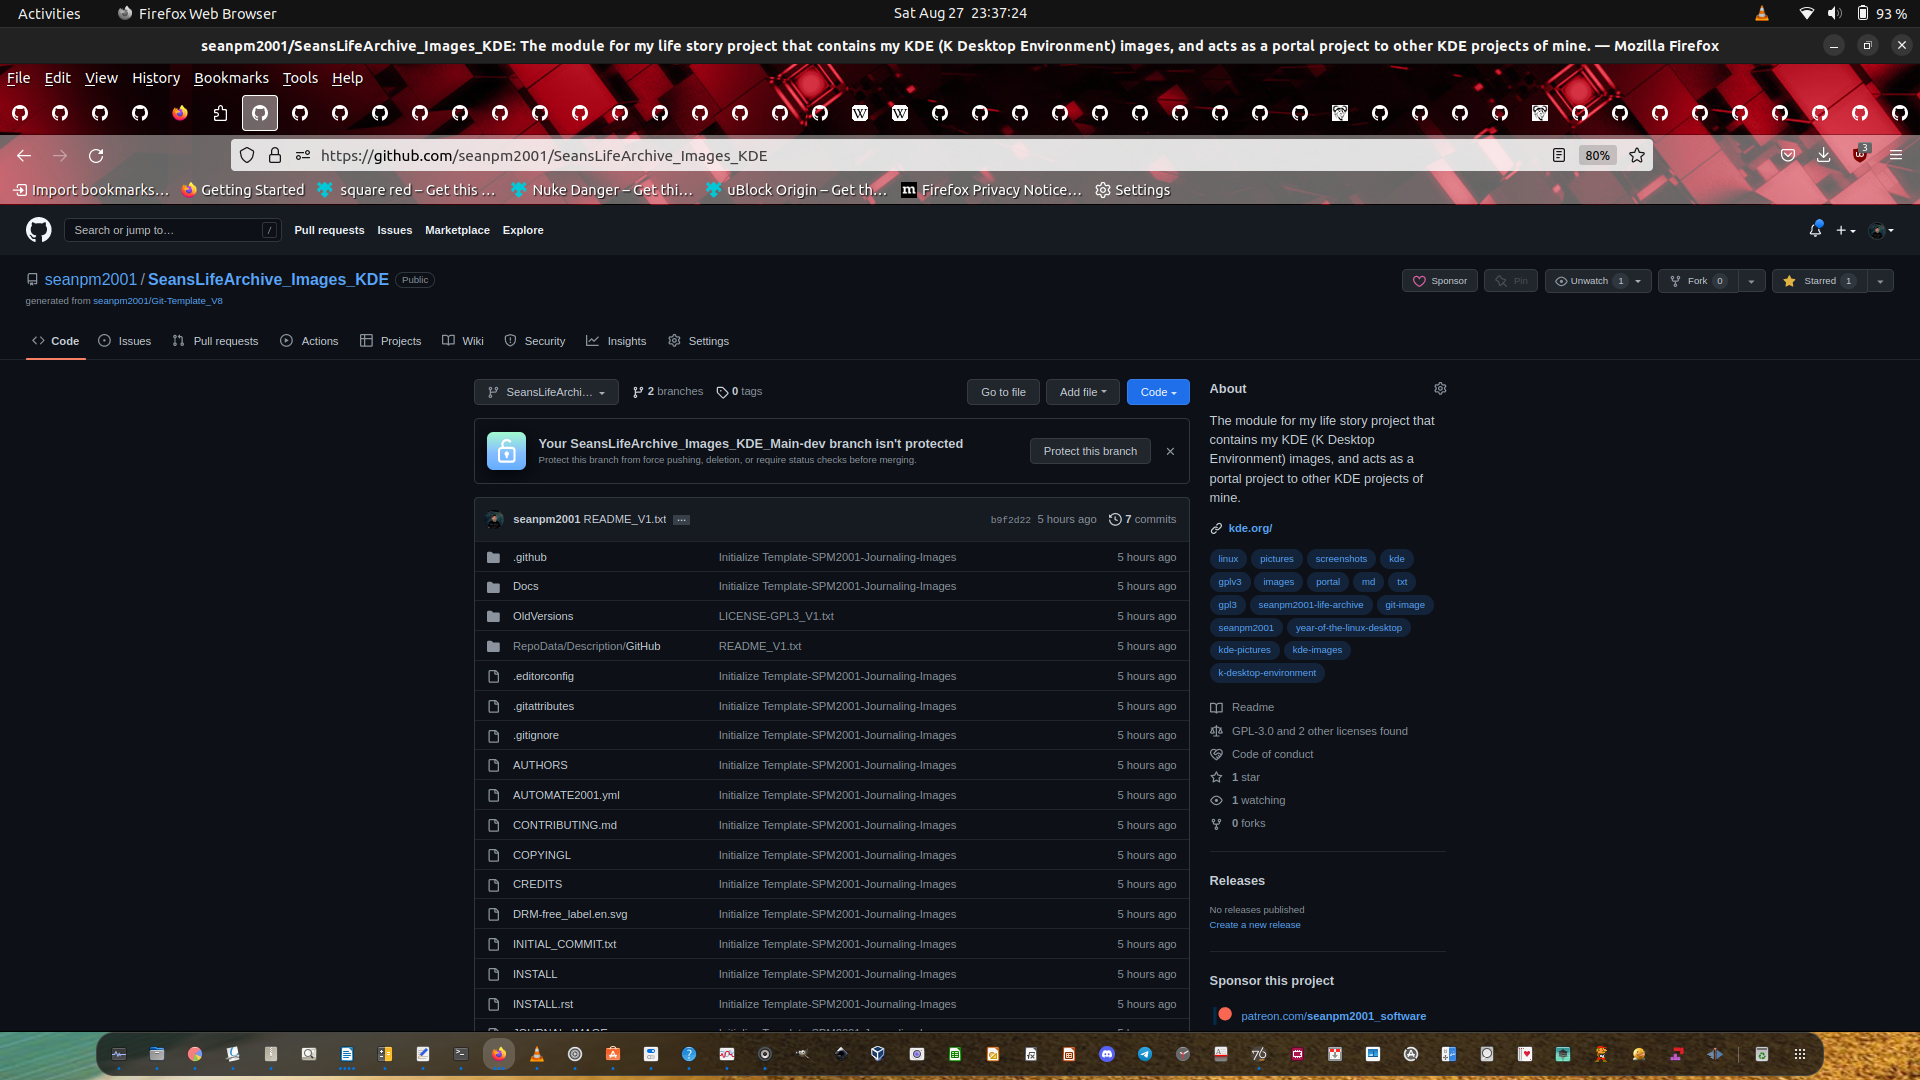 Activities
Firefox Web Browser
Sat Aug 27 23:37:24
93 %
seanpm2001/SeansLifeArchive_Images_KDE: The module for my life story project that contains my KDE (K Desktop Environment) images, and acts as a portal project to other KDE projects of mine. — Mozilla Firefox
File Edit View History Bookmarks Tools Help
https://github.com/seanpm2001/SeansLifeArchive_Images_KDE
80%
3
Import bookmarks… Getting Started square red – Get this … Nuke Danger – Get thi… uBlock Origin – Get th… Firefox Privacy Notice… Settings
Search or jump to… /
Pull requests Issues Marketplace Explore
seanpm2001 / SeansLifeArchive_Images_KDE Public
generated from seanpm2001/Git-Template_V8
Sponsor Pin Unwatch 1 Fork 0 Starred 1
Code Issues Pull requests Actions Projects Wiki Security Insights Settings
SeansLifeArchi… 2 branches 0 tags Go to file Add file Code
Your SeansLifeArchive_Images_KDE_Main-dev branch isn't protected
Protect this branch from force pushing, deletion, or require status checks before merging.
Protect this branch
seanpm2001 README_V1.txt … b9f2d22 5 hours ago 7 commits
.github Initialize Template-SPM2001-Journaling-Images 5 hours ago
Docs Initialize Template-SPM2001-Journaling-Images 5 hours ago
OldVersions LICENSE-GPL3_V1.txt 5 hours ago
RepoData/Description/GitHub README_V1.txt 5 hours ago
.editorconfig Initialize Template-SPM2001-Journaling-Images 5 hours ago
.gitattributes Initialize Template-SPM2001-Journaling-Images 5 hours ago
.gitignore Initialize Template-SPM2001-Journaling-Images 5 hours ago
AUTHORS Initialize Template-SPM2001-Journaling-Images 5 hours ago
AUTOMATE2001.yml Initialize Template-SPM2001-Journaling-Images 5 hours ago
CONTRIBUTING.md Initialize Template-SPM2001-Journaling-Images 5 hours ago
COPYINGL Initialize Template-SPM2001-Journaling-Images 5 hours ago
CREDITS Initialize Template-SPM2001-Journaling-Images 5 hours ago
DRM-free_label.en.svg Initialize Template-SPM2001-Journaling-Images 5 hours ago
INITIAL_COMMIT.txt Initialize Template-SPM2001-Journaling-Images 5 hours ago
INSTALL Initialize Template-SPM2001-Journaling-Images 5 hours ago
INSTALL.rst Initialize Template-SPM2001-Journaling-Images 5 hours ago
About
The module for my life story project that
contains my KDE (K Desktop
Environment) images, and acts as a
portal project to other KDE projects of
mine.
kde.org/
linux pictures screenshots kde
gplv3 images portal md txt
gpl3 seanpm2001-life-archive git-image
seanpm2001 year-of-the-linux-desktop
kde-pictures kde-images
k-desktop-environment
Readme
GPL-3.0 and 2 other licenses found
Code of conduct
1 star
1 watching
0 forks
Releases
No releases published
Create a new release
Sponsor this project
patreon.com/seanpm2001_software